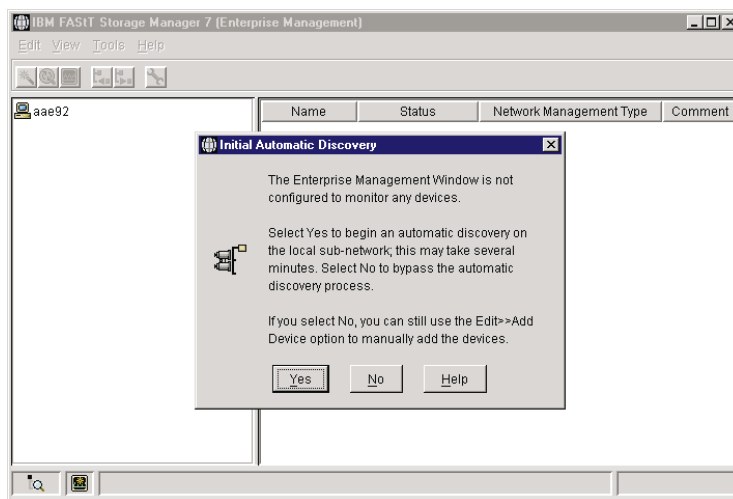 IBM FAStT Storage Manager 7 (Enterprise Management)
Edit View Tools Help
aae92
Name Status Network Management Type Comment
Initial Automatic Discovery
The Enterprise Management Window is not
configured to monitor any devices.
Select Yes to begin an automatic discovery on
the local sub-network; this may take several
minutes. Select No to bypass the automatic
discovery process.
If you select No, you can still use the Edit>>Add
Device option to manually add the devices.
Yes No Help